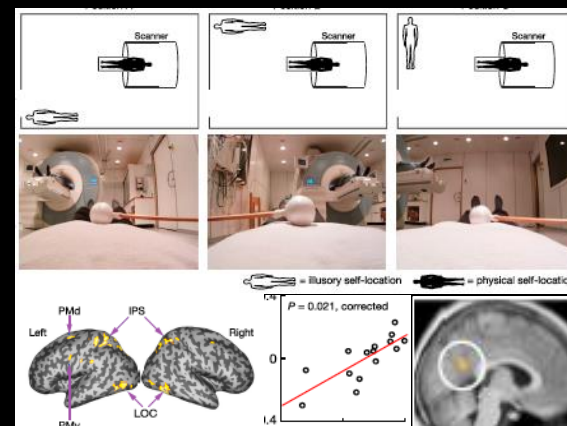 Scanner
Scanner
Scanner
= illusory self-location
= physical self-location
PMd
IPS
Left
Right
LOC
P = 0.021, corrected
0